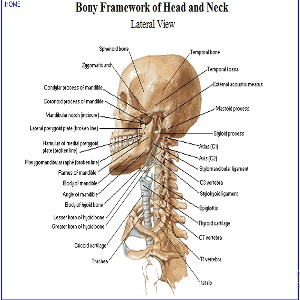 HOME
Bony Framework of Head and Neck
Lateral View
Sphenoid bone
Zygomatic arch
Condylar process of mandible
Coronoid process of mandible
Mandibular notch (incisure)
Lateral pterygoid plate (broken line)
Hamulus of medial pterygoid
plate (broken line)
Pterygomandibular raphé (broken line)
Ramus of mandible
Body of mandible
Angle of mandible
Body of hyoid bone
Lesser horn of hyoid bone
Greater horn of hyoid bone
Cricoid cartilage
Trachea
Temporal bone
Temporal fossa
External acoustic meatus
Mastoid process
Styloid process
Atlas (C1)
Axis (C2)
Stylomandibular ligament
C3 vertebra
Stylohyoid ligament
Epiglottis
Thyroid cartilage
C7 vertebra
T1 vertebra
1st rib